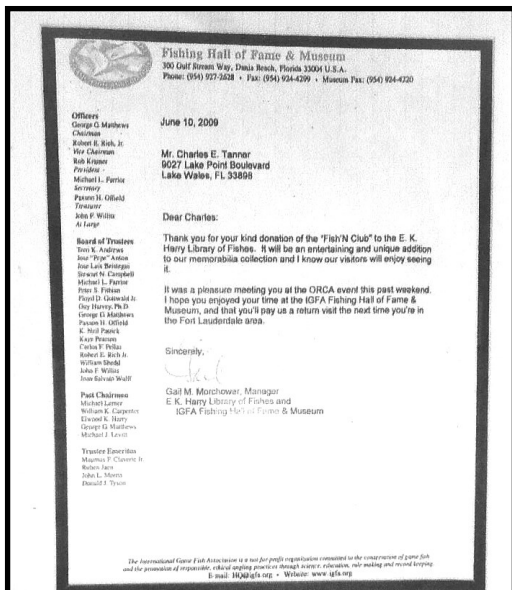 Fishing Hall of Fame & Museum
300 Gulf Stream Way, Dania Beach, Florida 33004 U.S.A.
Phone: (954) 927-2628 • Fax: (954) 924-4299 • Museum Fax: (954) 924-4220
June 10, 2009
Mr. Charles E. Tanner
9027 Lake Point Boulevard
Lake Wales, FL 33898
Dear Charles:
Thank you for your kind donation of the "Fish'N Club" to the E. K.
Harry Library of Fishes. It will be an entertaining and unique addition
to our memorabilia collection and I know our visitors will enjoy seeing
it.
It was a pleasure meeting you at the ORCA event this past weekend.
I hope you enjoyed your time at the IGFA Fishing Hall of Fame &
Museum, and that you'll pay us a return visit the next time you're in
the Fort Lauderdale area.
Sincerely,
Gail M. Morchower, Manager
E K. Harry Library of Fishes and
IGFA Fishing Hall of Fame & Museum
Officers
George G. Matthews
Chairman
Robert E. Rich, Jr.
Vice Chairman
Rob Kramer
President
Michael L. Farrior
Secretary
Paxson H. Offield
Treasurer
John F. Willits
At Large
Board of Trustees
Terri K. Andrews
Jose "Pepe" Anton
Jose Luis Beistegui
Stewart N. Campbell
Michael L. Farrior
Peter S. Fithian
Floyd D. Gottwald Jr.
Guy Harvey, Ph.D.
George G. Matthews
Paxson H. Offield
K. Neil Patrick
Kaye Pearson
Carlos F. Pellas
Robert E. Rich Jr.
William Shedd
John F. Willits
Joan Salvato Wulff
Past Chairmen
Michael Lerner
William K. Carpenter
Elwood K. Harry
George G. Matthews
Michael J. Levitt
Trustee Emeritus
Maumus F. Claverie Jr.
Ruben Jaen
John L. Morris
Donald J. Tyson
The International Game Fish Association is a not for profit organization committed to the conservation of game fish
and the promotion of responsible, ethical angling practices through science, education, rule making and record keeping.
E-mail: HQ@igfa.org • Website: www.igfa.org